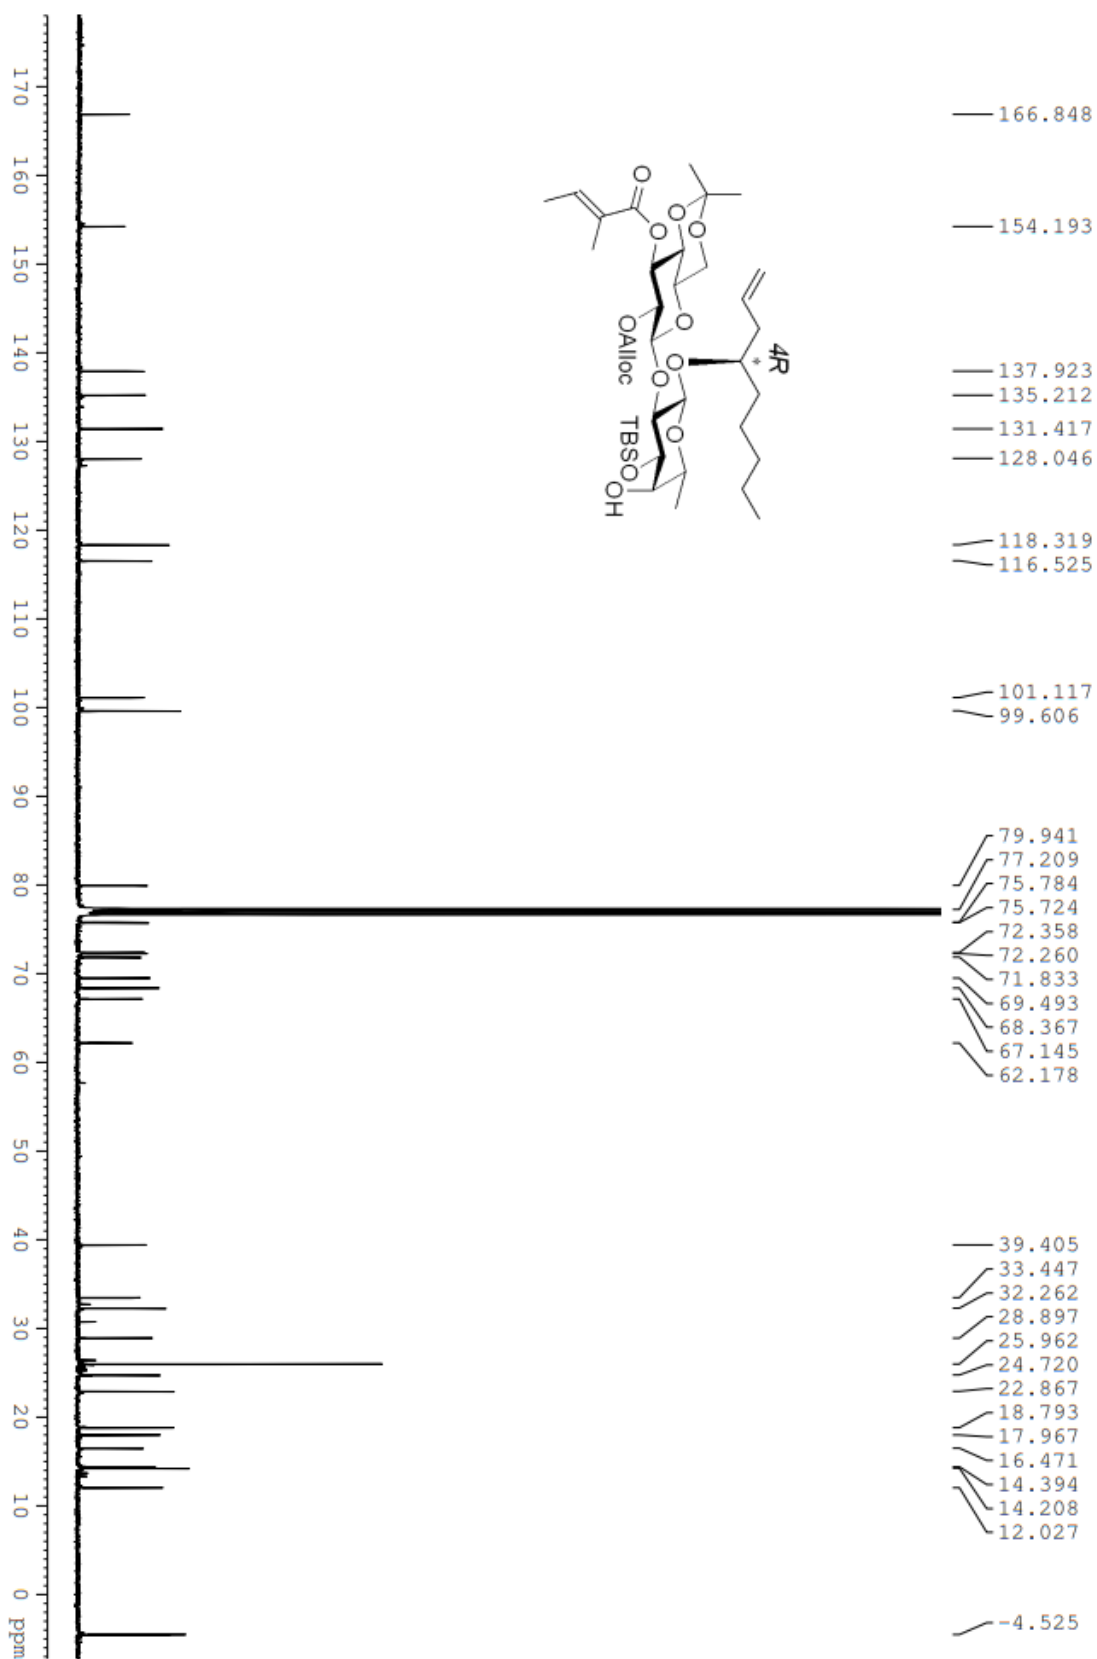 166.848
154.193
137.923
135.212
131.417
128.046
118.319
116.525
101.117
99.606
79.941
77.209
75.784
75.724
72.358
72.260
71.833
69.493
68.367
67.145
62.178
39.405
33.447
32.262
28.897
25.962
24.720
22.867
18.793
17.967
16.471
14.394
14.208
12.027
-4.525
4R
*
O
O
O
O
O
O
O
O
O
OAlloc
TBSO
OH
170 160 150 140 130 120 110 100 90 80 70 60 50 40 30 20 10 0 ppm